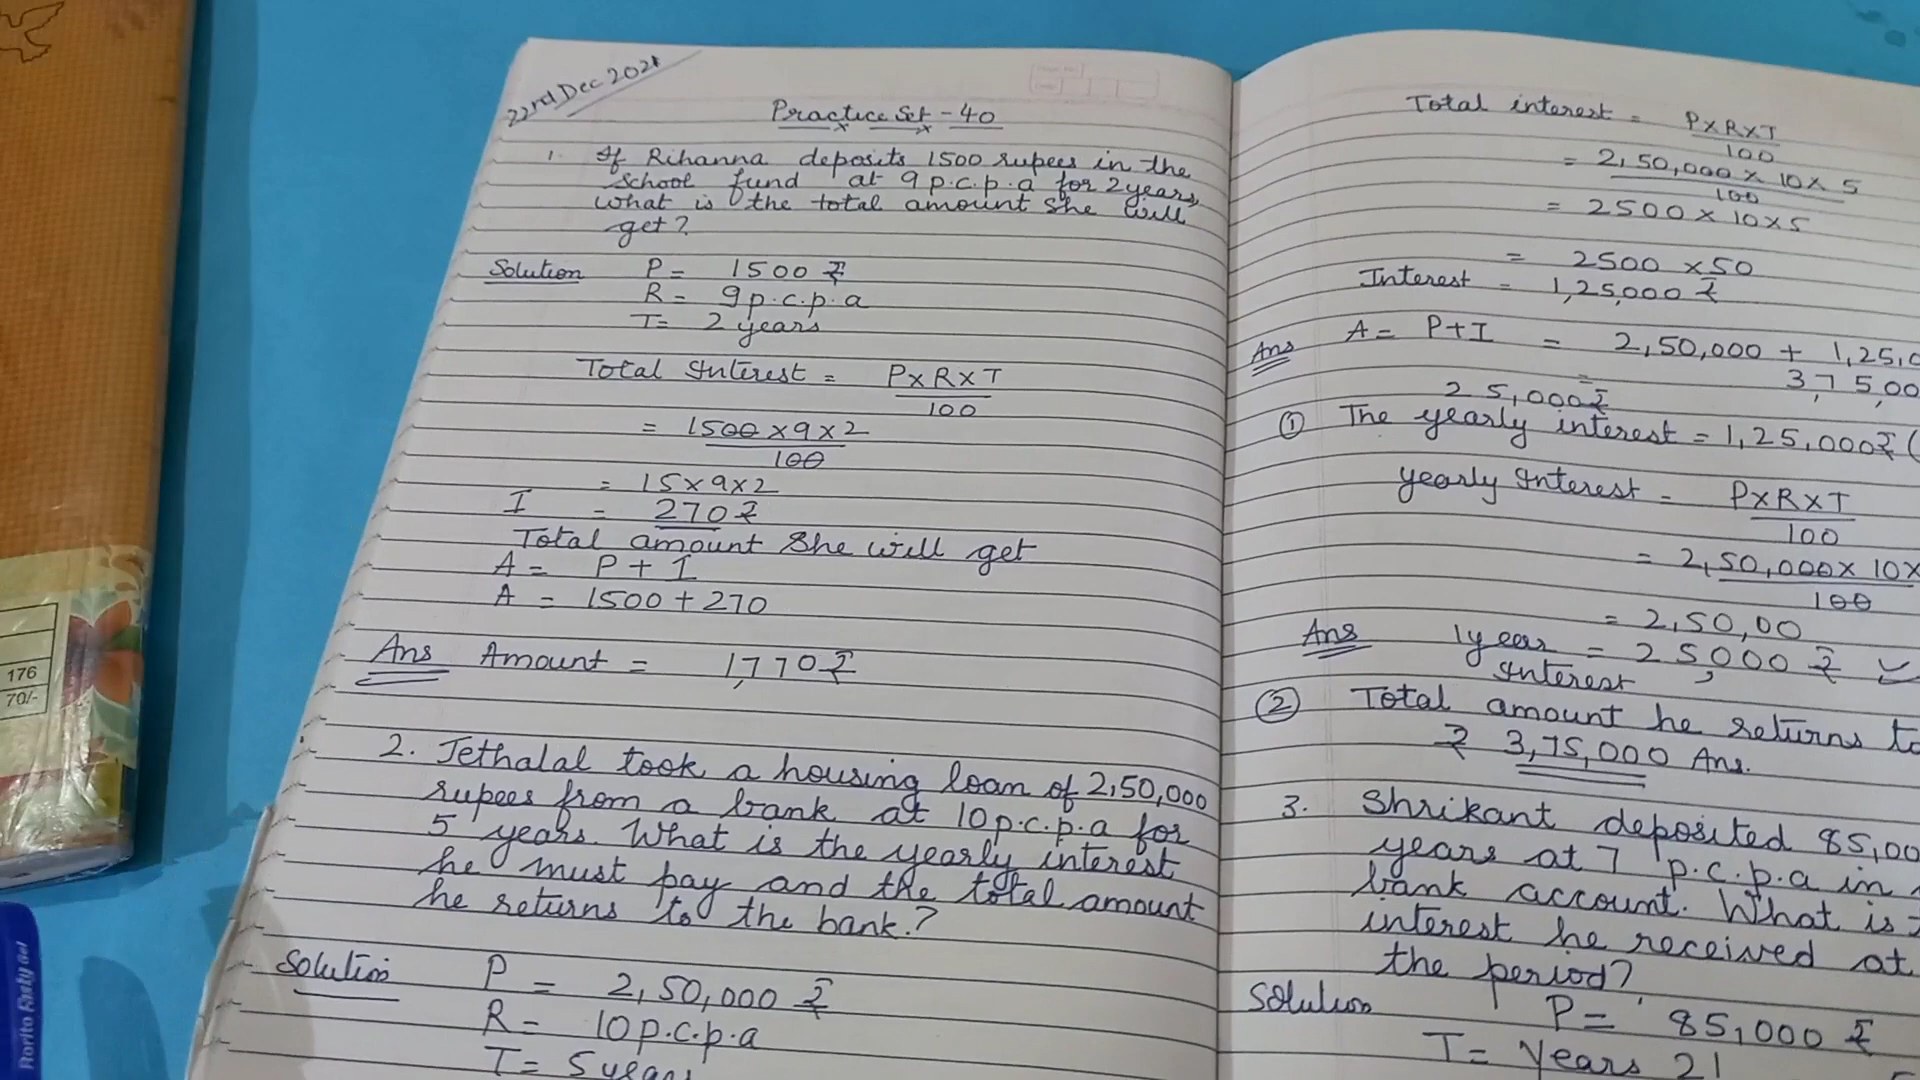 22rd Dec 2021
Practice Set - 40
1. If Rihanna deposits 1500 rupees in the
school fund at 9 p.c.p.a for 2 years,
what is the total amount she will
get?
Solution P = 1500 ₹
R = 9 p.c.p.a
T= 2 years
Total Interest = P×R×T
100
= 1500 × 9 × 2
100
= 15×9×2
I = 270 ₹
Total amount She will get
A = P + I
A = 1500 + 270
Ans Amount = 1,770 ₹
2. Jethalal took a housing loan of 2,50,000
rupees from a bank at 10 p.c.p.a for
5 years. What is the yearly interest
he must pay and the total amount
he returns to the bank.?
Solution P = 2,50,000 ₹
R = 10 p.c.p.a
T = 5 years
Total interest = P×R×T
100
= 2,50,000 × 10 × 5
100
= 2500 × 10 × 5
= 2500 × 50
Interest = 1,25,000 ₹
Ans A = P+I = 2,50,000 + 1,25,0
= 3,75,00
25,000₹
① The yearly interest = 1,25,000₹ (
yearly Interest = P×R×T
100
= 2,50,000× 10×
100
= 2,50,00
Ans 1year = 25,000 ₹
Interest
② Total amount he returns to
₹ 3,75,000 Ans.
3. Shrikant deposited 85,00
years at 7 p.c.p.a in
bank account. What is
interest he received at
the period?
Solution P = 85,000 ₹
T = Years 2
176
70/-
Rorito